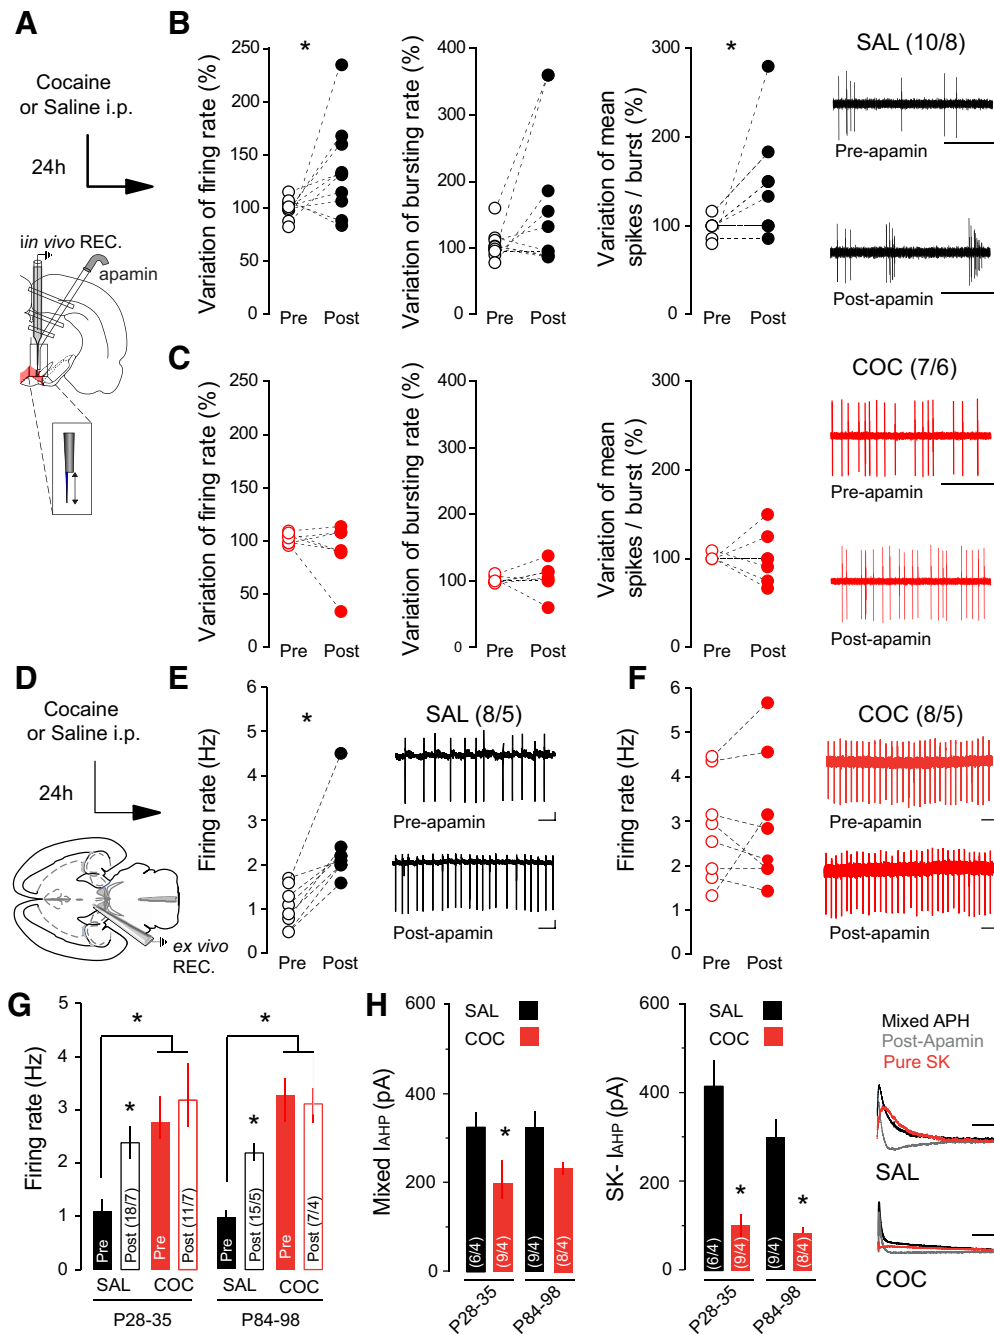 A
Cocaine
or Saline i.p.
24h
iin vivo REC.
apamin
B
Variation of firing rate (%)
250
200
150
100
50
0
*
Pre
Post
Variation of bursting rate (%)
400
300
200
100
0
Pre
Post
Variation of mean
spikes / burst (%)
300
200
100
0
*
Pre
Post
SAL (10/8)
Pre-apamin
Post-apamin
C
Variation of firing rate (%)
250
200
150
100
50
0
Pre
Post
Variation of bursting rate (%)
400
300
200
100
0
Pre
Post
Variation of mean
spikes / burst (%)
300
200
100
0
Pre
Post
COC (7/6)
Pre-apamin
Post-apamin
D
Cocaine
or Saline i.p.
24h
ex vivo
REC.
E
Firing rate (Hz)
6
5
4
3
2
1
0
*
Pre
Post
SAL (8/5)
Pre-apamin
Post-apamin
F
Firing rate (Hz)
6
5
4
3
2
1
0
Pre
Post
COC (8/5)
Pre-apamin
Post-apamin
G
Firing rate (Hz)
5
4
3
2
1
0
*
*
*
*
Pre
Post (18/7)
Pre
Post (11/7)
Pre
Post (15/5)
Pre
Post (7/4)
SAL
COC
SAL
COC
P28-35
P84-98
H
Mixed IAHP (pA)
600
400
200
0
SAL
COC
*
(6/4)
(9/4)
(9/4)
(8/4)
P28-35
P84-98
SK- IAHP (pA)
600
400
200
0
SAL
COC
*
*
(6/4)
(9/4)
(9/4)
(8/4)
P28-35
P84-98
Mixed APH
Post-Apamin
Pure SK
SAL
COC